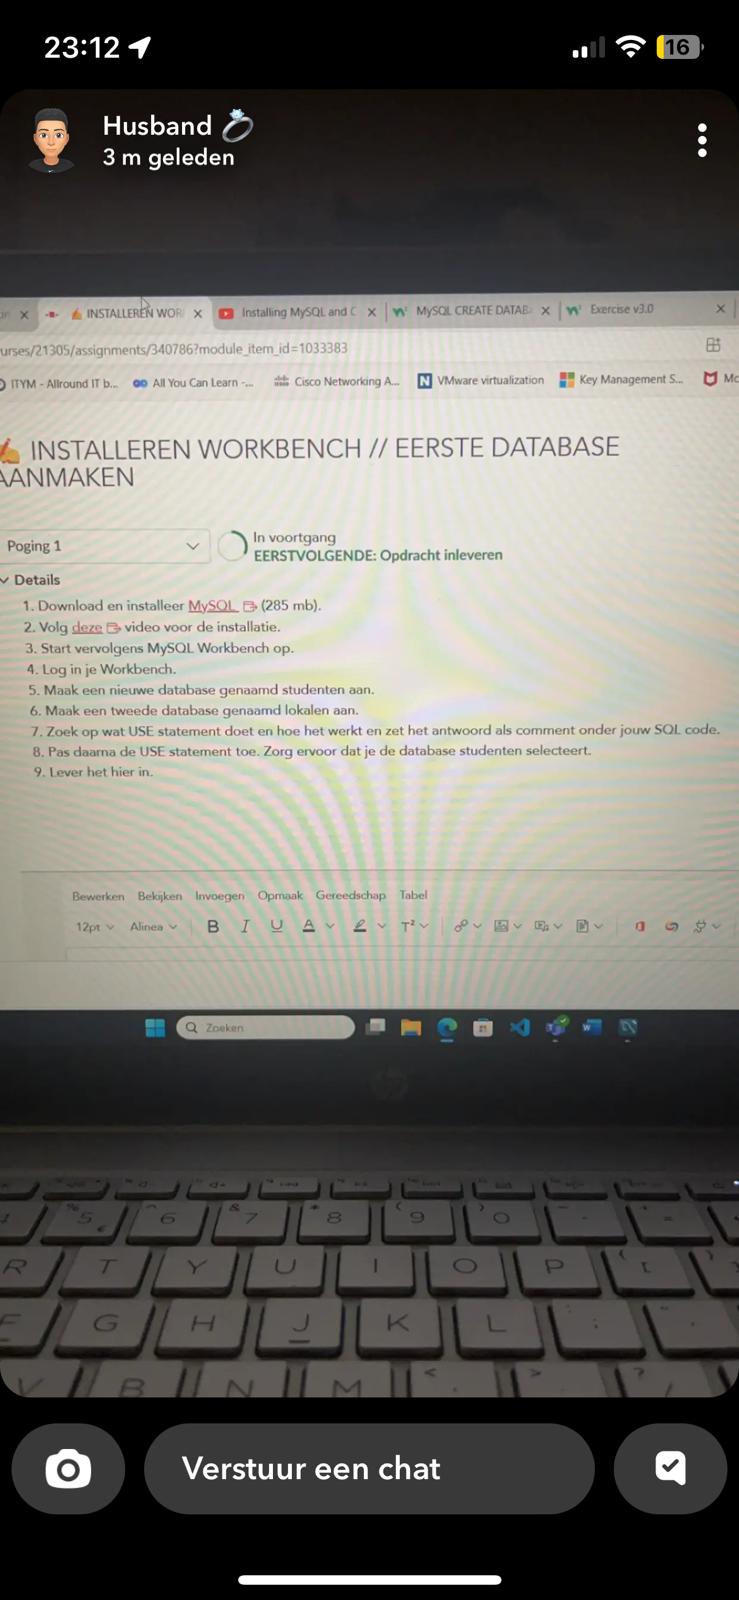 23:12
16
Husband
3 m geleden
INSTALLEREN WOR
Installing MySQL and C
MySQL CREATE DATAB
Exercise v3.0
urses/21305/assignments/340786?module_item_id=1033383
ITYM - Allround IT b...
All You Can Learn -...
Cisco Networking A...
VMware virtualization
Key Management S...
INSTALLEREN WORKBENCH // EERSTE DATABASE
AANMAKEN
Poging 1
In voortgang
EERSTVOLGENDE: Opdracht inleveren
Details
1. Download en installeer MySQL (285 mb).
2. Volg deze video voor de installatie.
3. Start vervolgens MySQL Workbench op.
4. Log in je Workbench.
5. Maak een nieuwe database genaamd studenten aan.
6. Maak een tweede database genaamd lokalen aan.
7. Zoek op wat USE statement doet en hoe het werkt en zet het antwoord als comment onder jouw SQL code.
8. Pas daarna de USE statement toe. Zorg ervoor dat je de database studenten selecteert.
9. Lever het hier in.
Bewerken Bekijken Invoegen Opmaak Gereedschap Tabel
12pt Alinea B I U A T²
Zoeken
% 5 € ^ 6 & 7 * 8 ( 9 ) 0
R T Y U I O P
F G H J K L
V B N M
Verstuur een chat